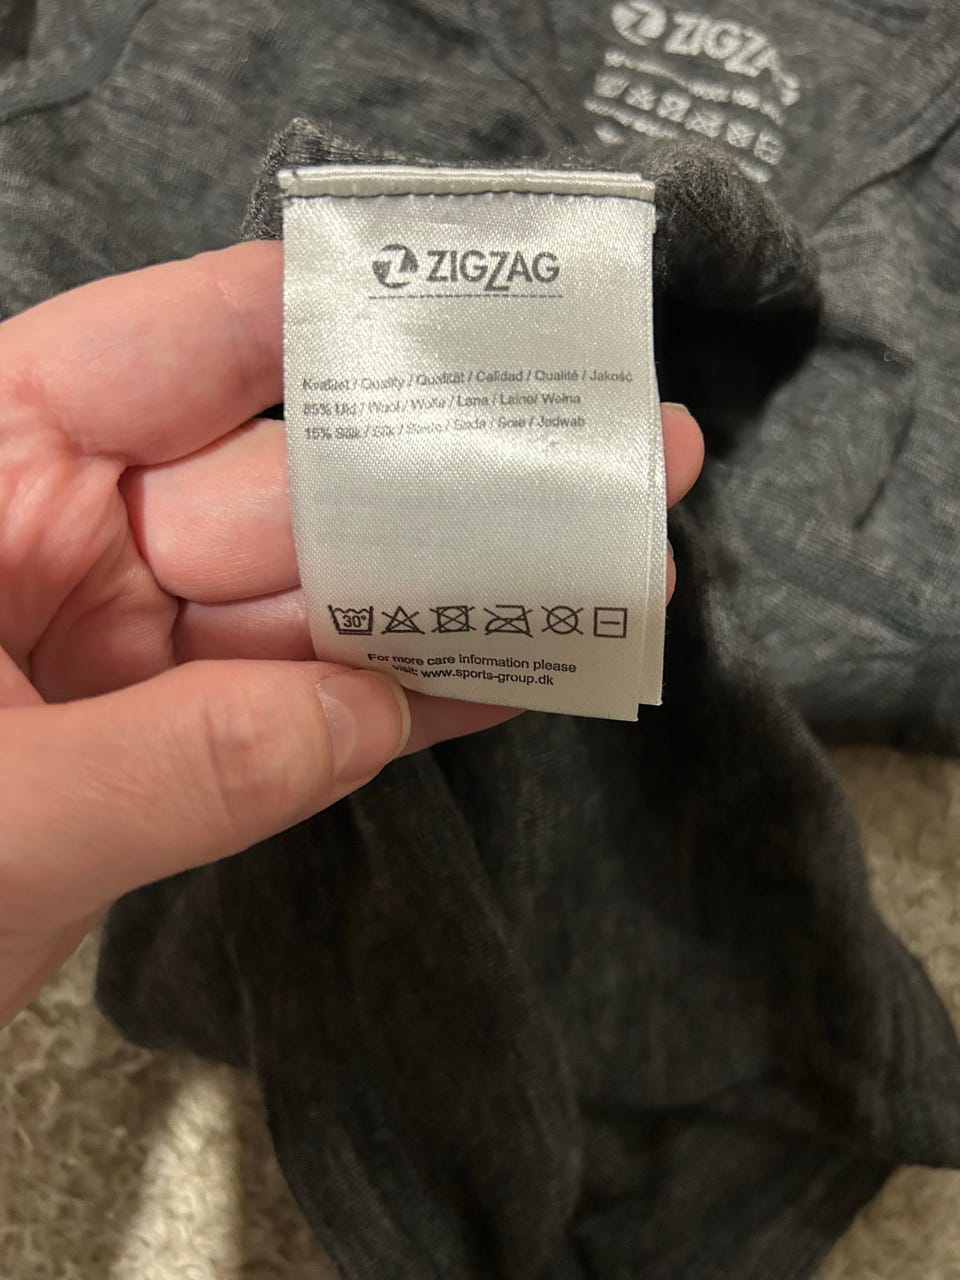 ZIGZAG
ZIGZAG
Kvalitet / Quality / Qualität / Calidad / Qualité / Jakość
85% Uld / Wool / Wolle / Lana / Laine/ Wełna
15% Silk / Silk / Seda / Soie / Jedwab
30°
For more care information please
visit: www.sports-group.dk